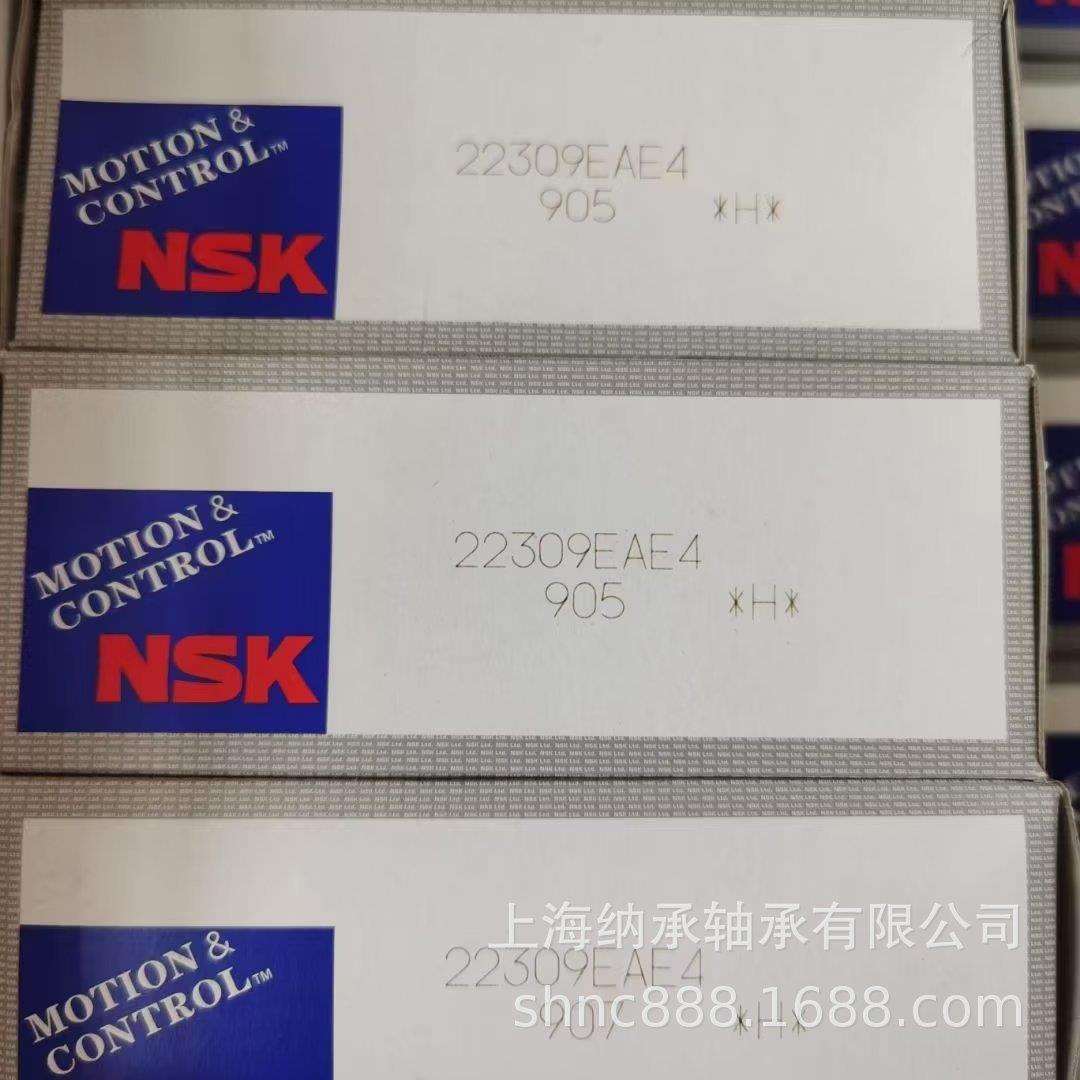 MOTION &
CONTROL™
NSK
22309EAE4
905 *H*
MOTION &
CONTROL™
NSK
22309EAE4
905 *H*
MOTION &
CONTROL™
22309EAE4
907 *H*
上海纳承轴承有限公司
shnc888.1688.com